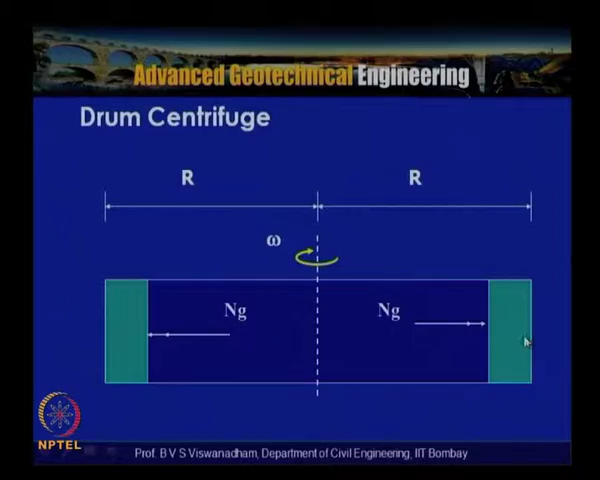 Advanced Geotechnical Engineering
Drum Centrifuge
R R
ω
Ng Ng
NPTEL
Prof. B V S Viswanadham, Department of Civil Engineering, IIT Bombay